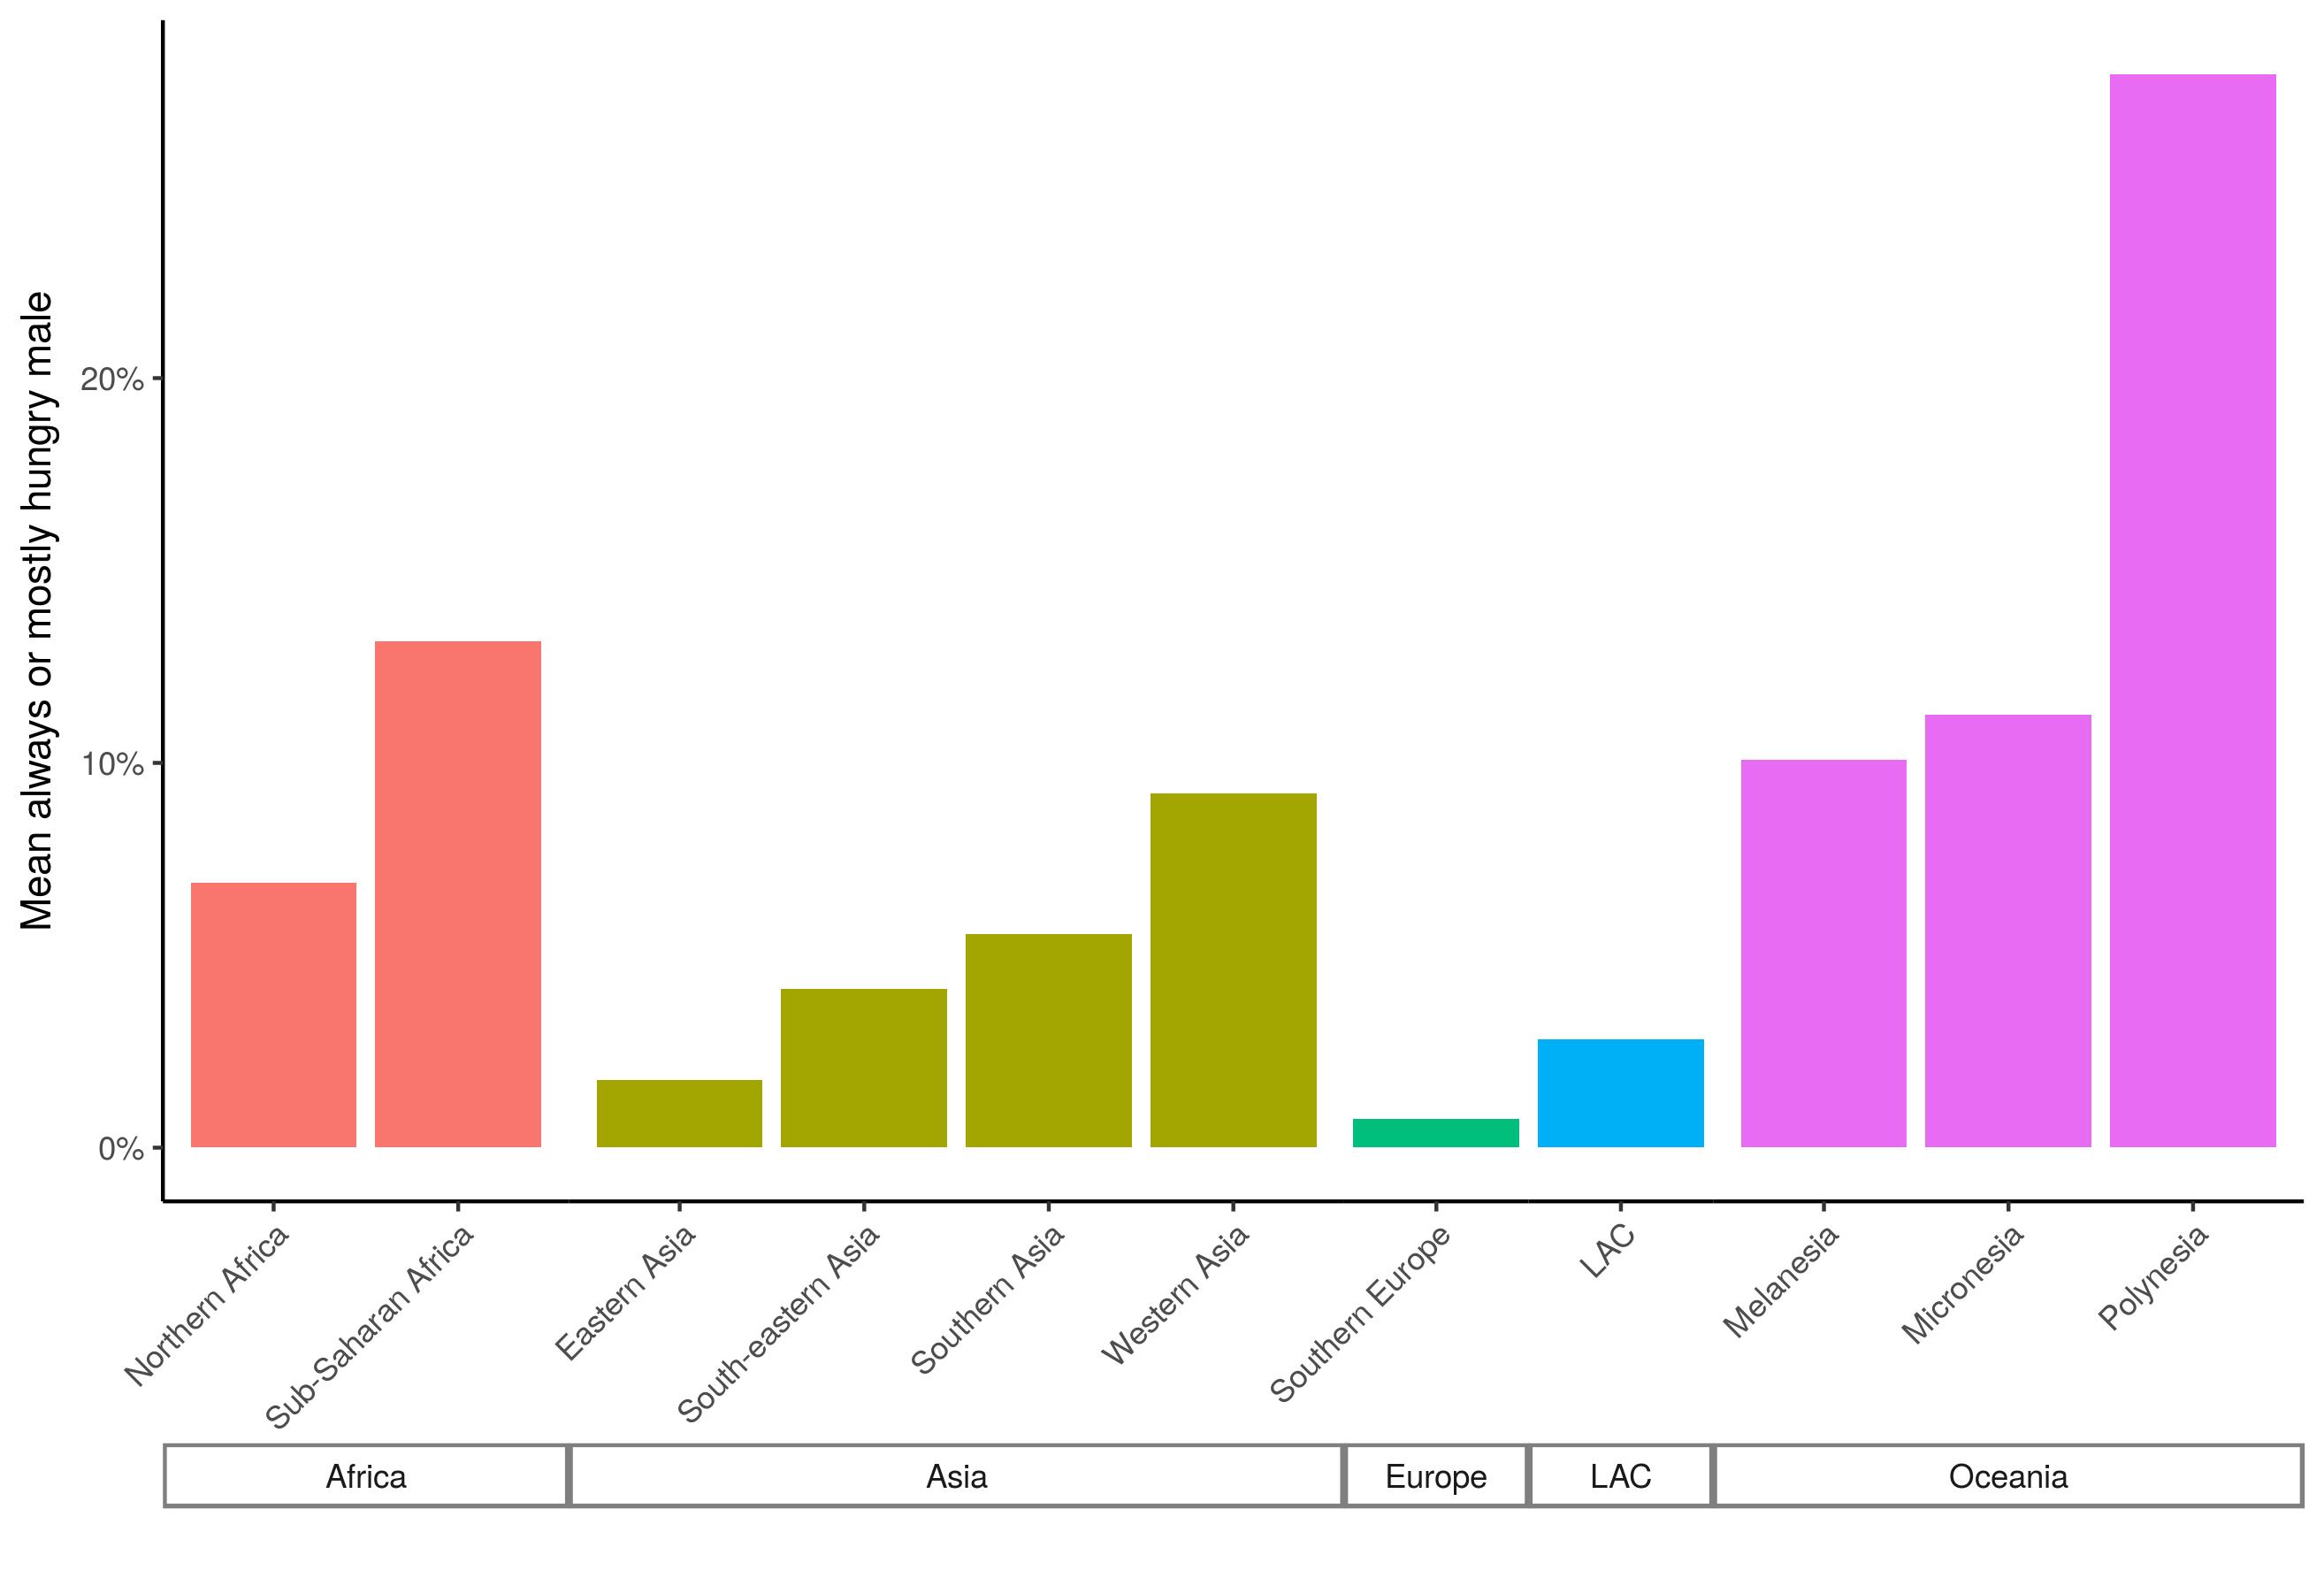 Mean always or mostly hungry male
20%
10%
0%
Northern Africa
Sub-Saharan Africa
Eastern Asia
South-eastern Asia
Southern Asia
Western Asia
Southern Europe
LAC
Melanesia
Micronesia
Polynesia
Africa
Asia
Europe
LAC
Oceania